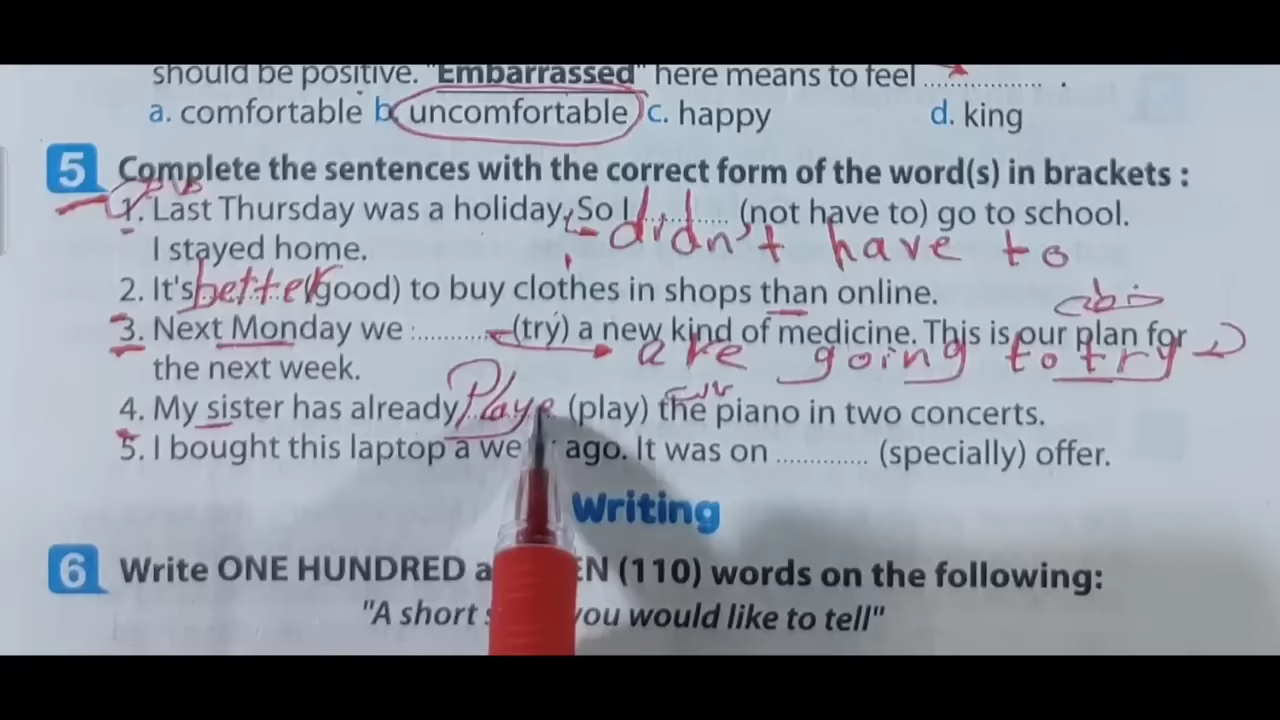 should be positive. "Embarrassed" here means to feel .................... .
a. comfortable b. uncomfortable c. happy d. king
5 Complete the sentences with the correct form of the word(s) in brackets :
1. Last Thursday was a holiday, So I .............. (not have to) go to school.
didn't have to
I stayed home.
2. It's better (good) to buy clothes in shops than online.
3. Next Monday we .............. (try) a new kind of medicine. This is our plan for
are going to try
the next week.
4. My sister has already playe (play) the piano in two concerts.
5. I bought this laptop a we ago. It was on .............. (specially) offer.
Writing
6 Write ONE HUNDRED a EN (110) words on the following:
"A short s you would like to tell"